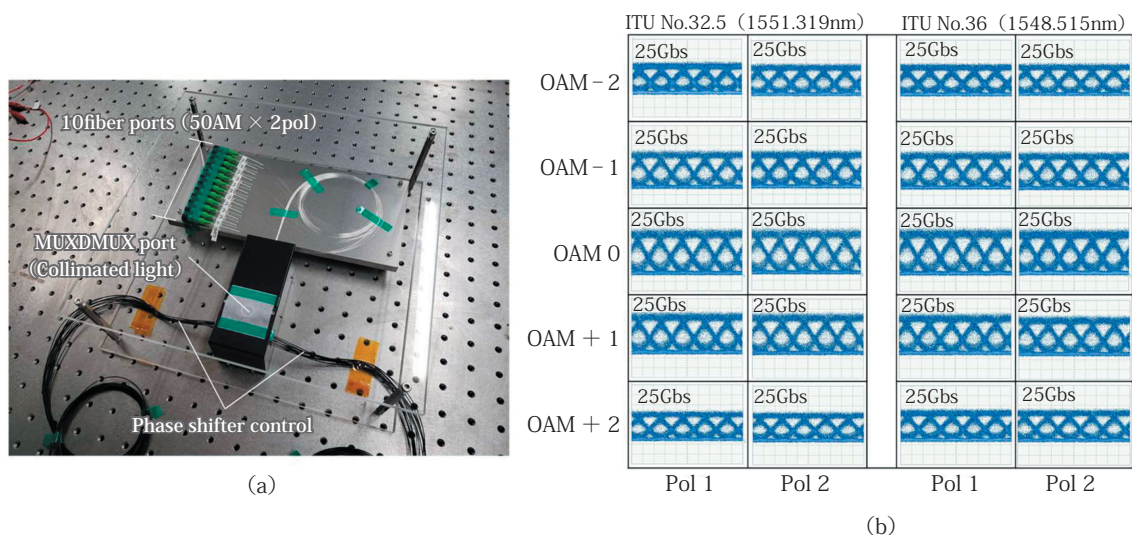 10fiber ports (50AM × 2pol)
MUXDMUX port
(Collimated light)
Phase shifter control
(a)
ITU No.32.5 (1551.319nm) ITU No.36 (1548.515nm)
OAM－2 25Gbs 25Gbs 25Gbs 25Gbs
OAM－1 25Gbs 25Gbs 25Gbs 25Gbs
OAM 0 25Gbs 25Gbs 25Gbs 25Gbs
OAM + 1 25Gbs 25Gbs 25Gbs 25Gbs
OAM + 2 25Gbs 25Gbs 25Gbs 25Gbs
Pol 1 Pol 2 Pol 1 Pol 2
(b)